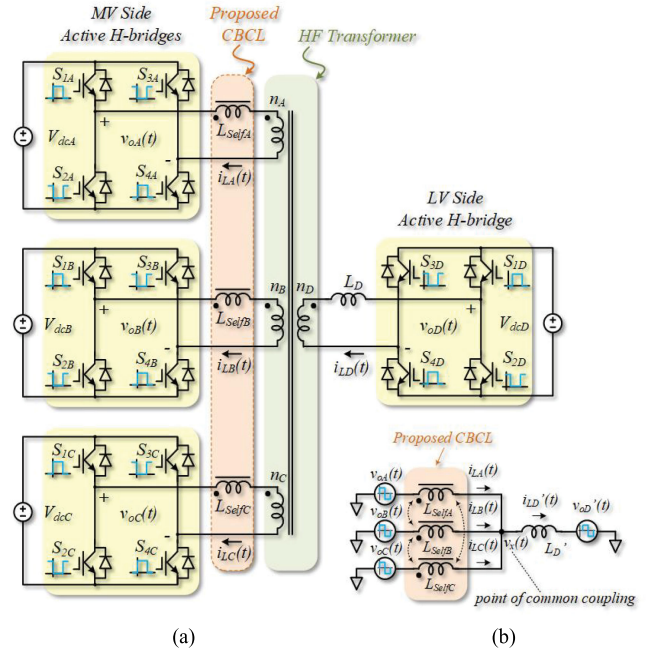 MV Side
Active H-bridges
Proposed
CBCL
HF Transformer
S1A
S3A
VdcA
+
voA(t)
-
S2A
S4A
LSelfA
nA
iLA(t)
S1B
S3B
VdcB
+
voB(t)
-
S2B
S4B
LSelfB
nB
iLB(t)
S1C
S3C
VdcC
+
voC(t)
-
S2C
S4C
LSelfC
nC
iLC(t)
LV Side
Active H-bridge
nD
LD
iLD(t)
S3D
S1D
-
voD(t)
+
VdcD
S4D
S2D
Proposed CBCL
voA(t)
voB(t)
voC(t)
LSelfA
LSelfB
LSelfC
iLA(t)
iLB(t)
iLC(t)
vx(t)
iLD'(t)
LD'
voD'(t)
point of common coupling
(a)
(b)